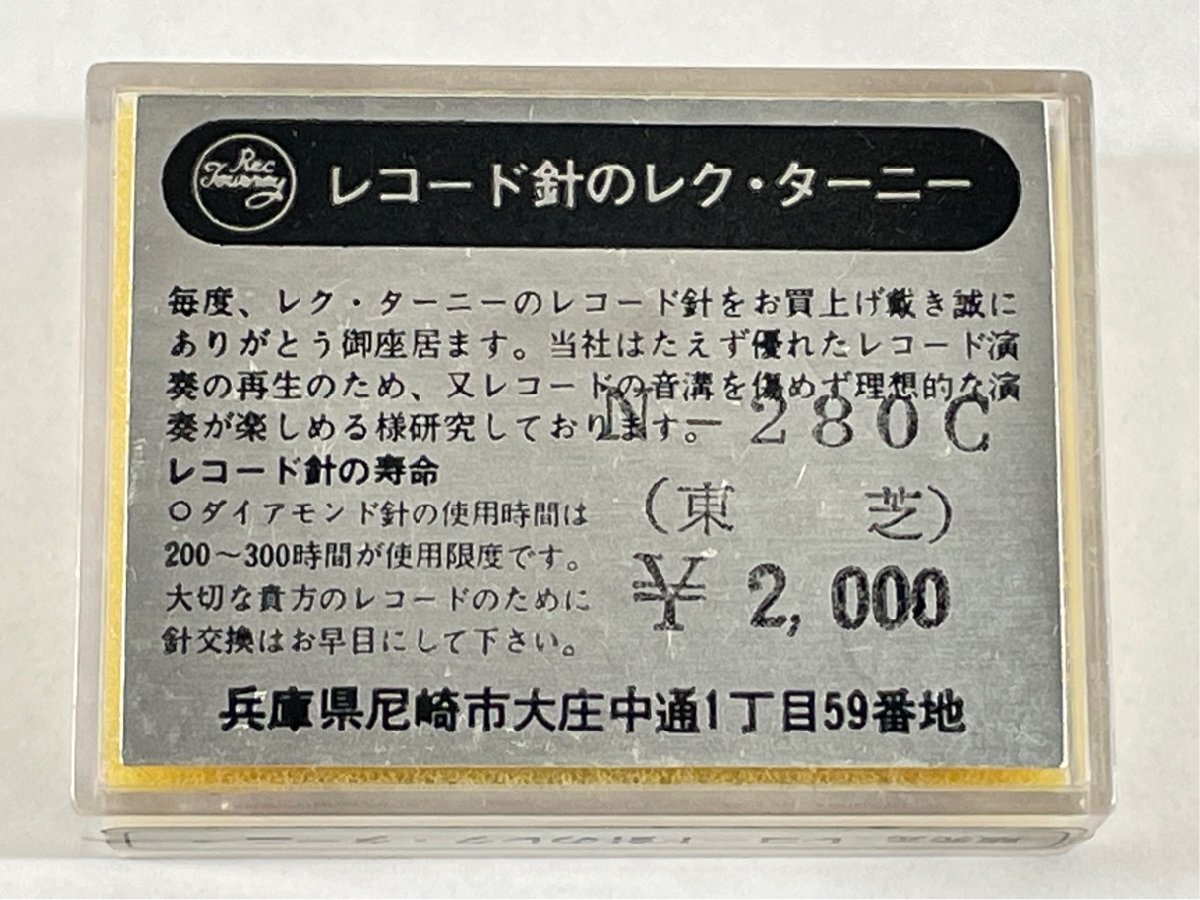 Rec
Tourney
レコード針のレク・ターニー
毎度、レク・ターニーのレコード針をお買上げ戴き誠に
ありがとう御座居ます。当社はたえず優れたレコード演
奏の再生のため、又レコードの音溝を傷めず理想的な演
奏が楽しめる様研究しております。
N-280C
レコード針の寿命
○ダイアモンド針の使用時間は
200～300時間が使用限度です。
大切な貴方のレコードのために
針交換はお早目にして下さい。
(東 芝)
¥2,000
兵庫県尼崎市大庄中通1丁目59番地